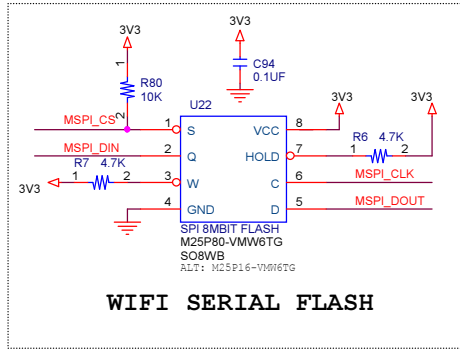 3V3
3V3
1
C94
0.1UF
R80
10K
3V3
3V3
2
U22
MSPI_CS
1
S
VCC
8
R6 4.7K
MSPI_DIN
2
Q
HOLD
7
1
2
R7 4.7K
MSPI_CLK
3V3
1
2
3
W
C
6
MSPI_DOUT
4
GND
D
5
SPI 8MBIT FLASH
M25P80-VMW6TG
SO8WB
ALT: M25P16-VMW6TG
WIFI SERIAL FLASH